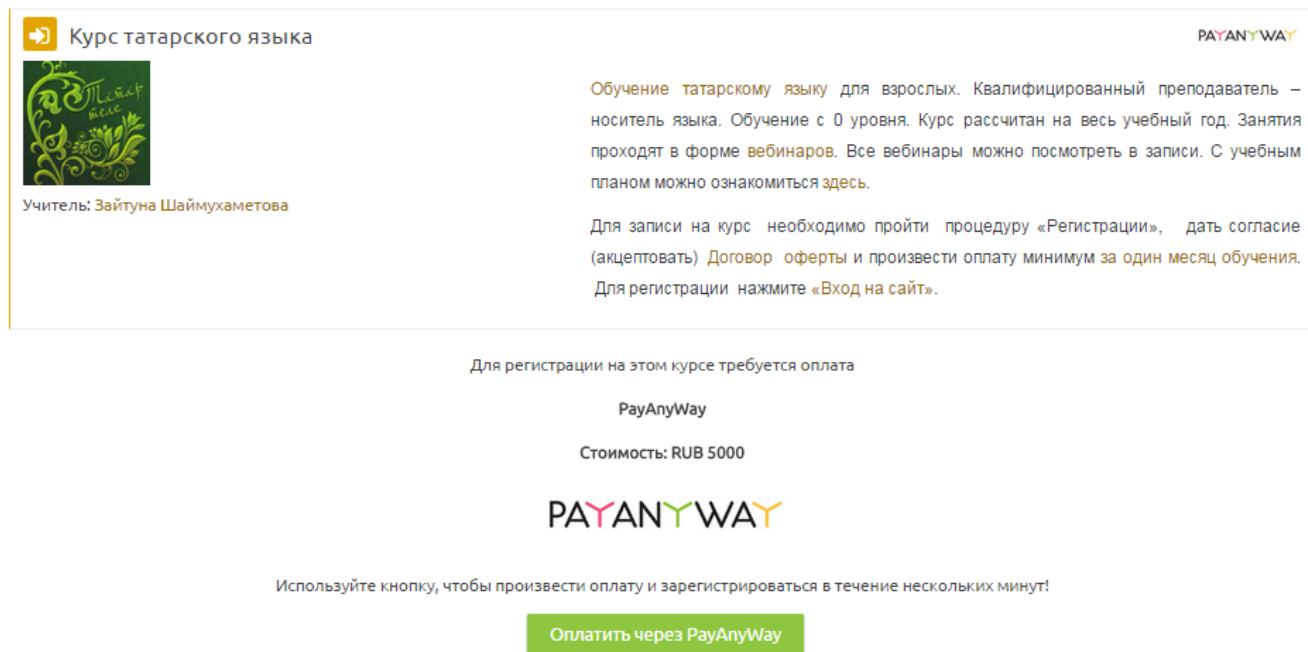 Курс татарского языка
PAYANYWAY
Татар
теле
Учитель: Зайтуна Шаймухаметова
Обучение татарскому языку для взрослых. Квалифицированный преподаватель –
носитель языка. Обучение с 0 уровня. Курс рассчитан на весь учебный год. Занятия
проходят в форме вебинаров. Все вебинары можно посмотреть в записи. С учебным
планом можно ознакомиться здесь.
Для записи на курс необходимо пройти процедуру «Регистрации», дать согласие
(акцептовать) Договор оферты и произвести оплату минимум за один месяц обучения.
Для регистрации нажмите «Вход на сайт».
Для регистрации на этом курсе требуется оплата
PayAnyWay
Стоимость: RUB 5000
PAYANYWAY
Используйте кнопку, чтобы произвести оплату и зарегистрироваться в течение нескольких минут!
Оплатить через PayAnyWay